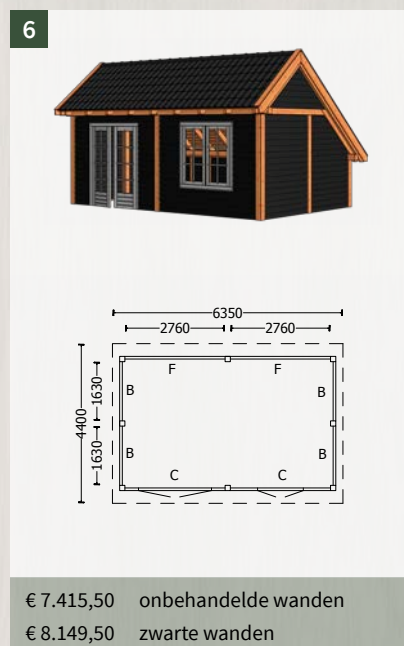 6
6350
2760 2760
F F
B B
1630
4400
1630
B B
C C
€ 7.415,50 onbehandelde wanden
€ 8.149,50 zwarte wanden